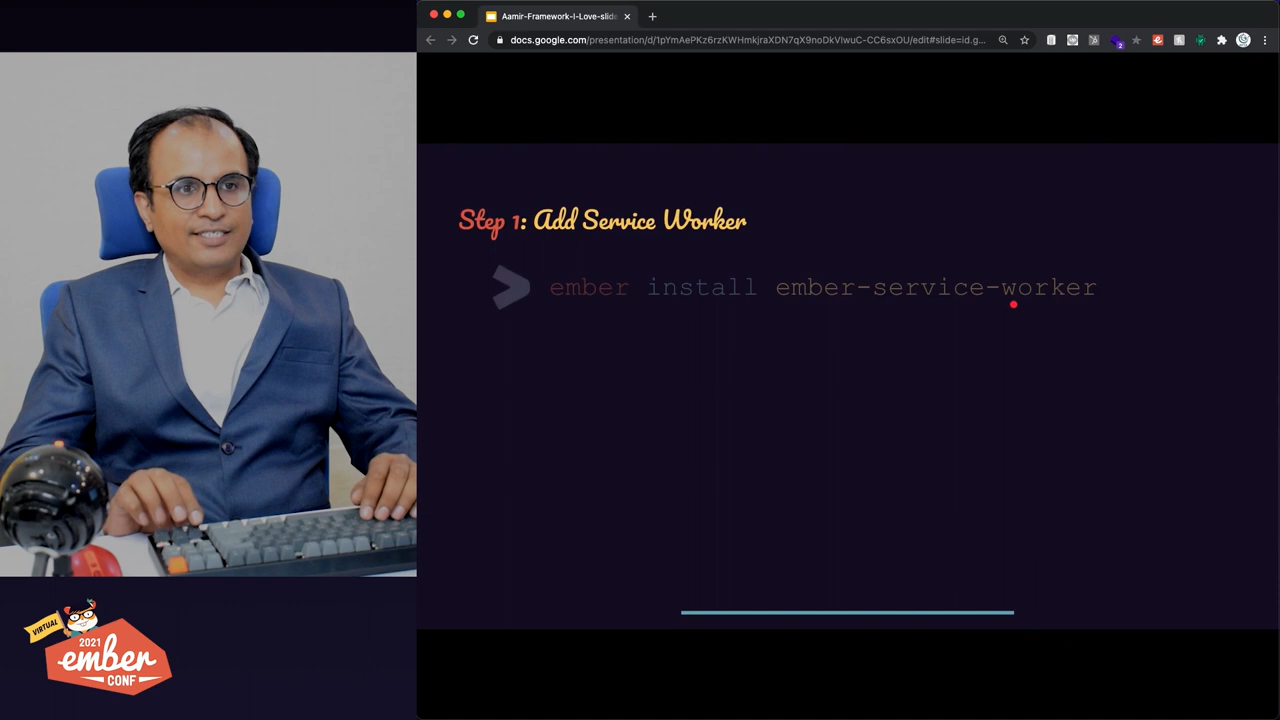 Aamir-Framework-I-Love-slide
docs.google.com/presentation/d/1pYmAePKz6rzKWHmkjraXDN7qX9noDkVlwuC-CC6sxOU/edit#slide=id.g...
2
Step 1: Add Service Worker
> ember install ember-service-worker
VIRTUAL
2021
ember
CONF